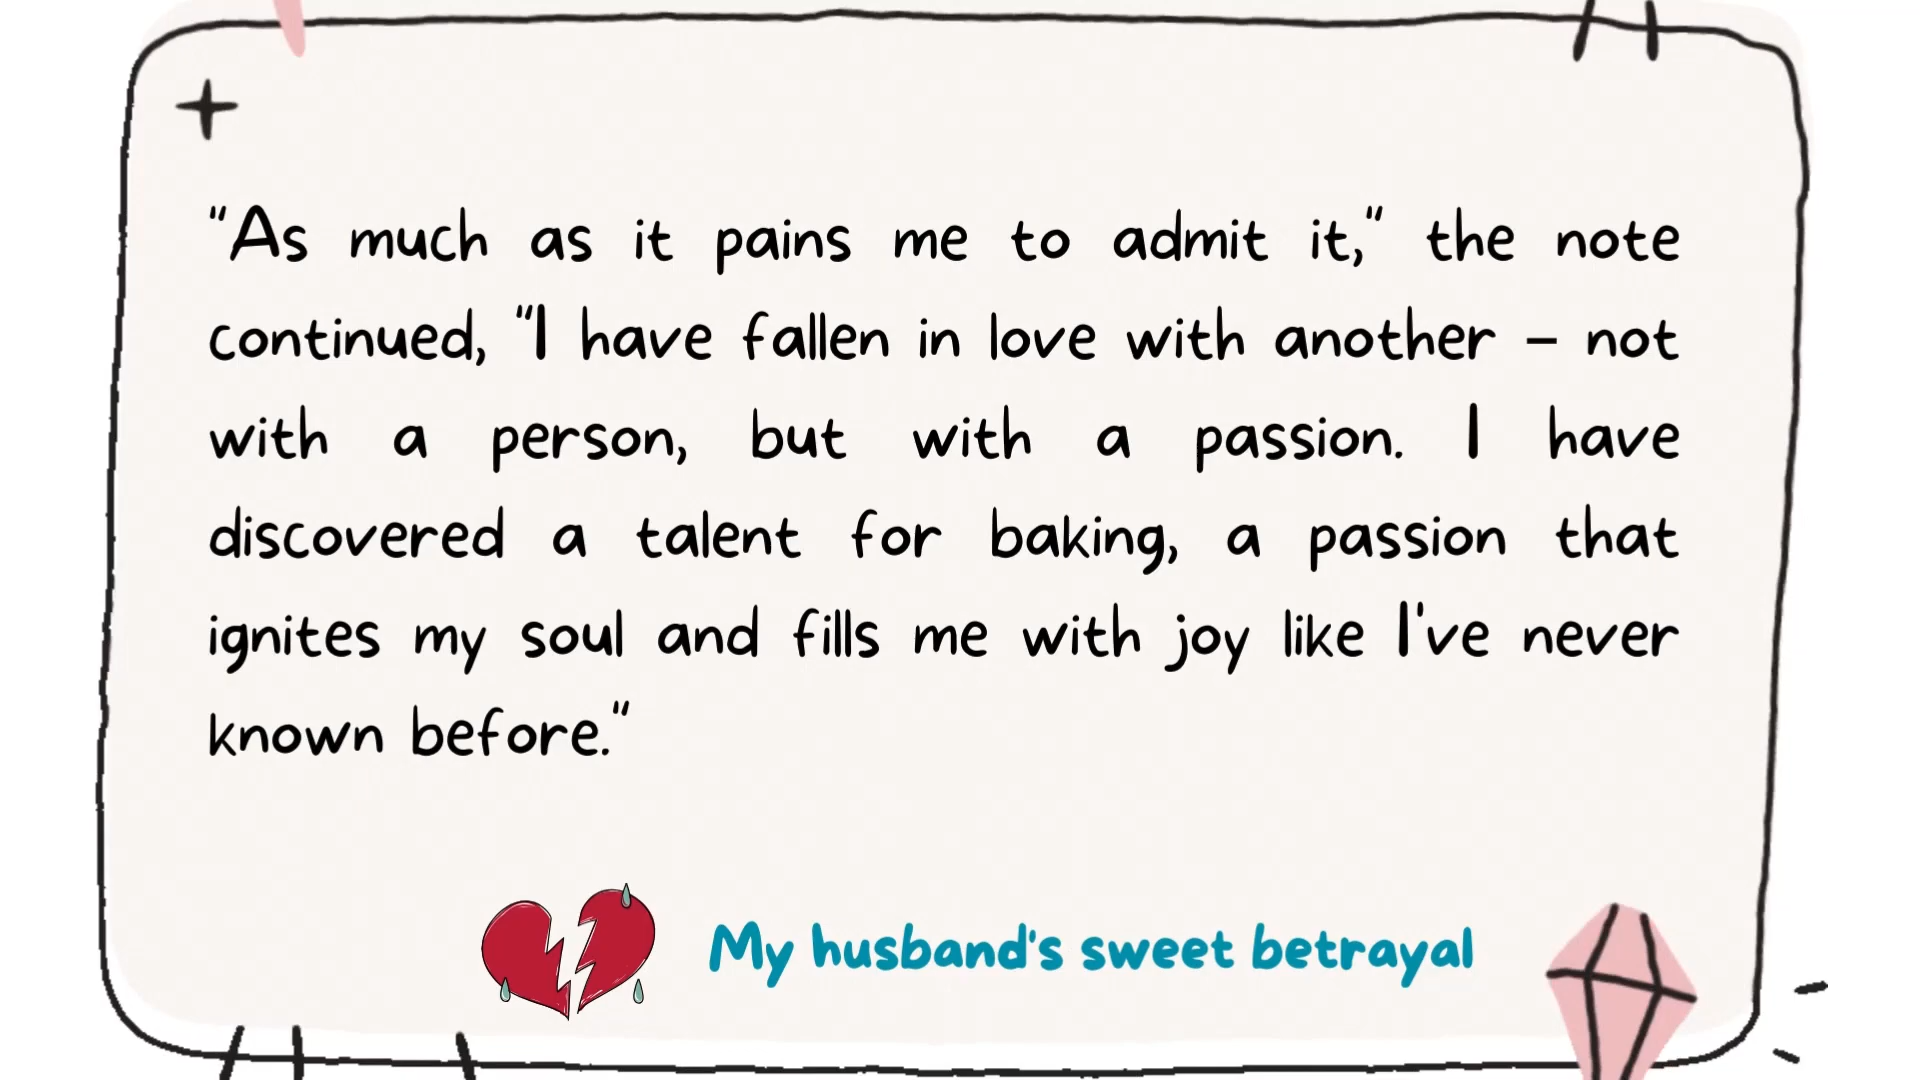 "As much as it pains me to admit it," the note
continued, "I have fallen in love with another – not
with a person, but with a passion. I have
discovered a talent for baking, a passion that
ignites my soul and fills me with joy like I've never
known before."
My husband's sweet betrayal